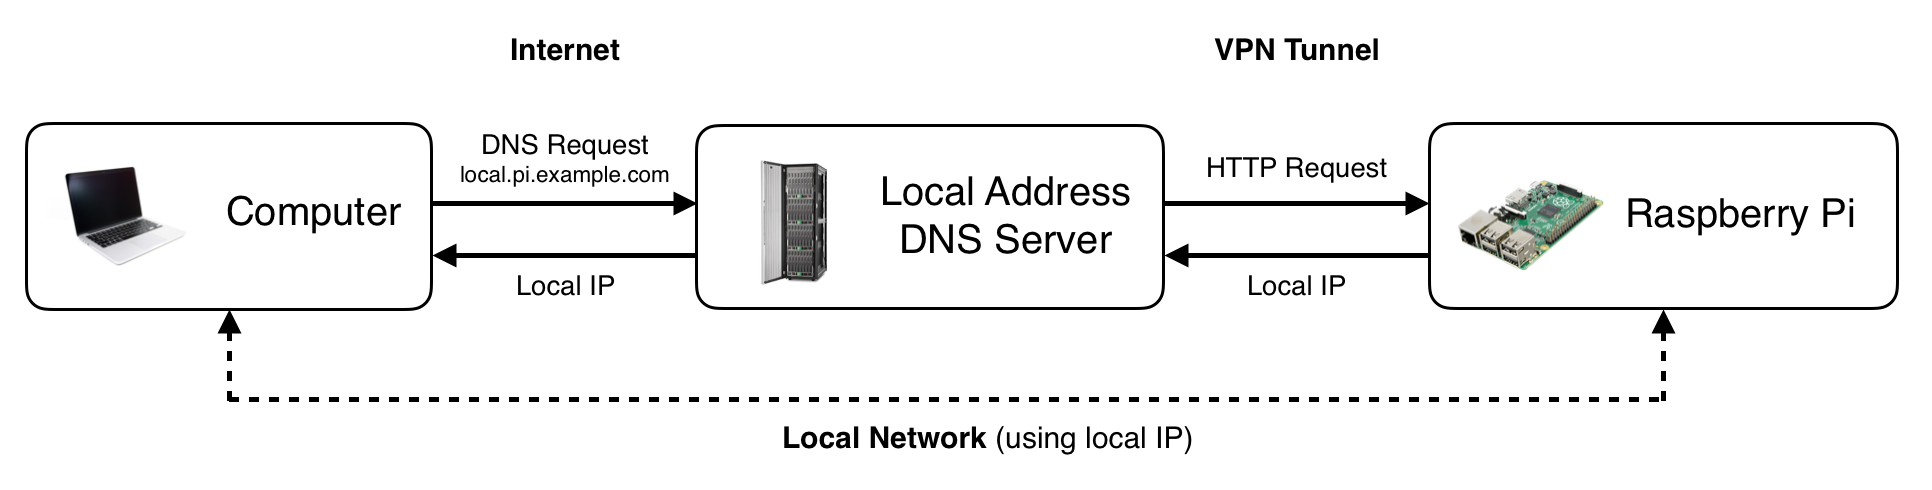 Internet
VPN Tunnel
DNS Request
local.pi.example.com
HTTP Request
Computer
Local Address
DNS Server
Raspberry Pi
Local IP
Local IP
Local Network (using local IP)